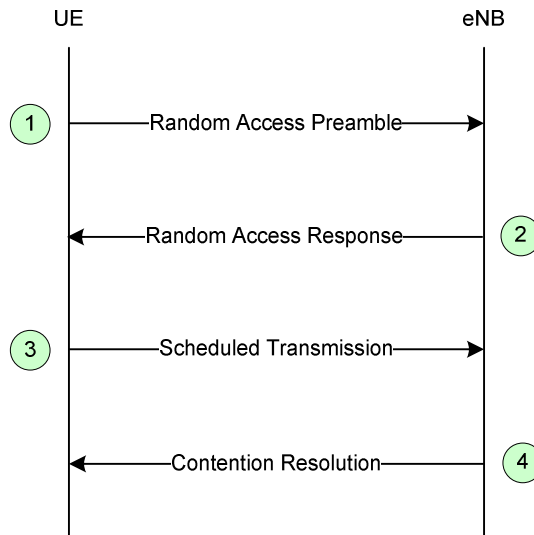 UE
eNB
1
Random Access Preamble
Random Access Response
2
3
Scheduled Transmission
Contention Resolution
4